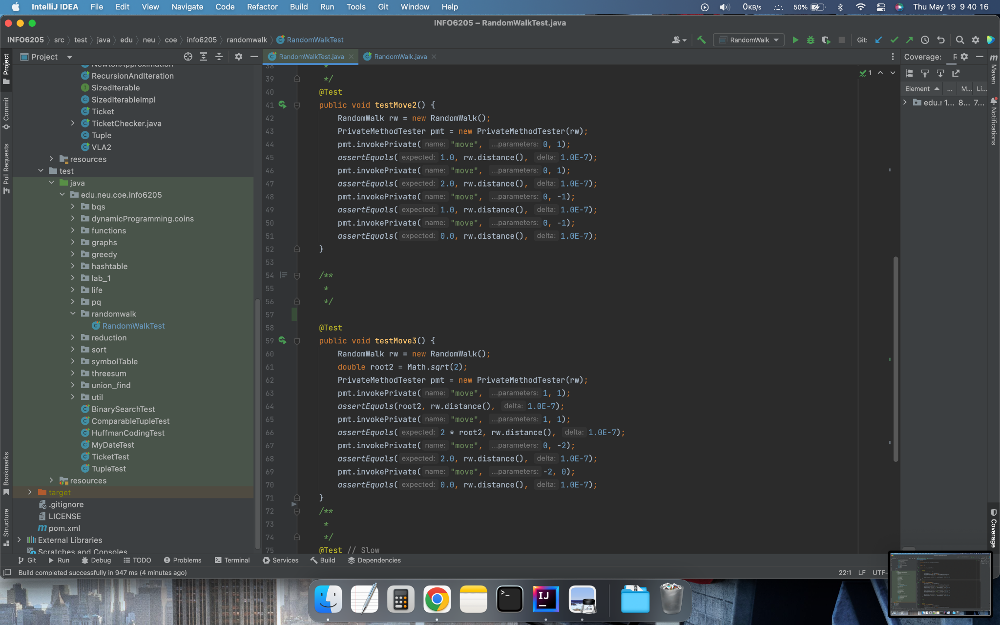 IntelliJ IDEA File Edit View Navigate Code Refactor Build Run Tools Git Window Help 0KB/s 50% Thu May 19 9 40 16
INFO6205 – RandomWalkTest.java
INFO6205 src test java edu neu coe info6205 randomwalk RandomWalkTest RandomWalk Git:
Project
Commit
Pull Requests
Bookmarks
Structure
Project
NewtonApproximation
RecursionAndIteration
SizedIterable
SizedIterableImpl
Ticket
TicketChecker.java
Tuple
VLA2
resources
test
java
edu.neu.coe.info6205
bqs
dynamicProgramming.coins
functions
graphs
greedy
hashtable
lab_1
life
pq
randomwalk
RandomWalkTest
reduction
sort
symbolTable
threesum
union_find
util
BinarySearchTest
ComparableTupleTest
HuffmanCodingTest
MyDateTest
TicketTest
TupleTest
resources
target
.gitignore
LICENSE
pom.xml
External Libraries
Scratches and Consoles
RandomWalkTest.java RandomWalk.java
1
38 *
39 */
40 @Test
41 public void testMove2() {
42 RandomWalk rw = new RandomWalk();
43 PrivateMethodTester pmt = new PrivateMethodTester(rw);
44 pmt.invokePrivate( name: "move", ...parameters: 0, 1);
45 assertEquals( expected: 1.0, rw.distance(), delta: 1.0E-7);
46 pmt.invokePrivate( name: "move", ...parameters: 0, 1);
47 assertEquals( expected: 2.0, rw.distance(), delta: 1.0E-7);
48 pmt.invokePrivate( name: "move", ...parameters: 0, -1);
49 assertEquals( expected: 1.0, rw.distance(), delta: 1.0E-7);
50 pmt.invokePrivate( name: "move", ...parameters: 0, -1);
51 assertEquals( expected: 0.0, rw.distance(), delta: 1.0E-7);
52 }
53
54 /**
55 *
56 */
57
58 @Test
59 public void testMove3() {
60 RandomWalk rw = new RandomWalk();
61 double root2 = Math.sqrt(2);
62 PrivateMethodTester pmt = new PrivateMethodTester(rw);
63 pmt.invokePrivate( name: "move", ...parameters: 1, 1);
64 assertEquals(root2, rw.distance(), delta: 1.0E-7);
65 pmt.invokePrivate( name: "move", ...parameters: 1, 1);
66 assertEquals( expected: 2 * root2, rw.distance(), delta: 1.0E-7);
67 pmt.invokePrivate( name: "move", ...parameters: 0, -2);
68 assertEquals( expected: 2.0, rw.distance(), delta: 1.0E-7);
69 pmt.invokePrivate( name: "move", ...parameters: -2, 0);
70 assertEquals( expected: 0.0, rw.distance(), delta: 1.0E-7);
71 }
72 /**
73 *
74 */
75 @Test // Slow
Coverage: R
Element ... M... Li...
edu.r 1... 8... 7...
m Maven
Notifications
Coverage
Git Run Debug TODO Problems Terminal Services Build Dependencies
Build completed successfully in 947 ms (4 minutes ago) 22:1 LF UTF-
IJ